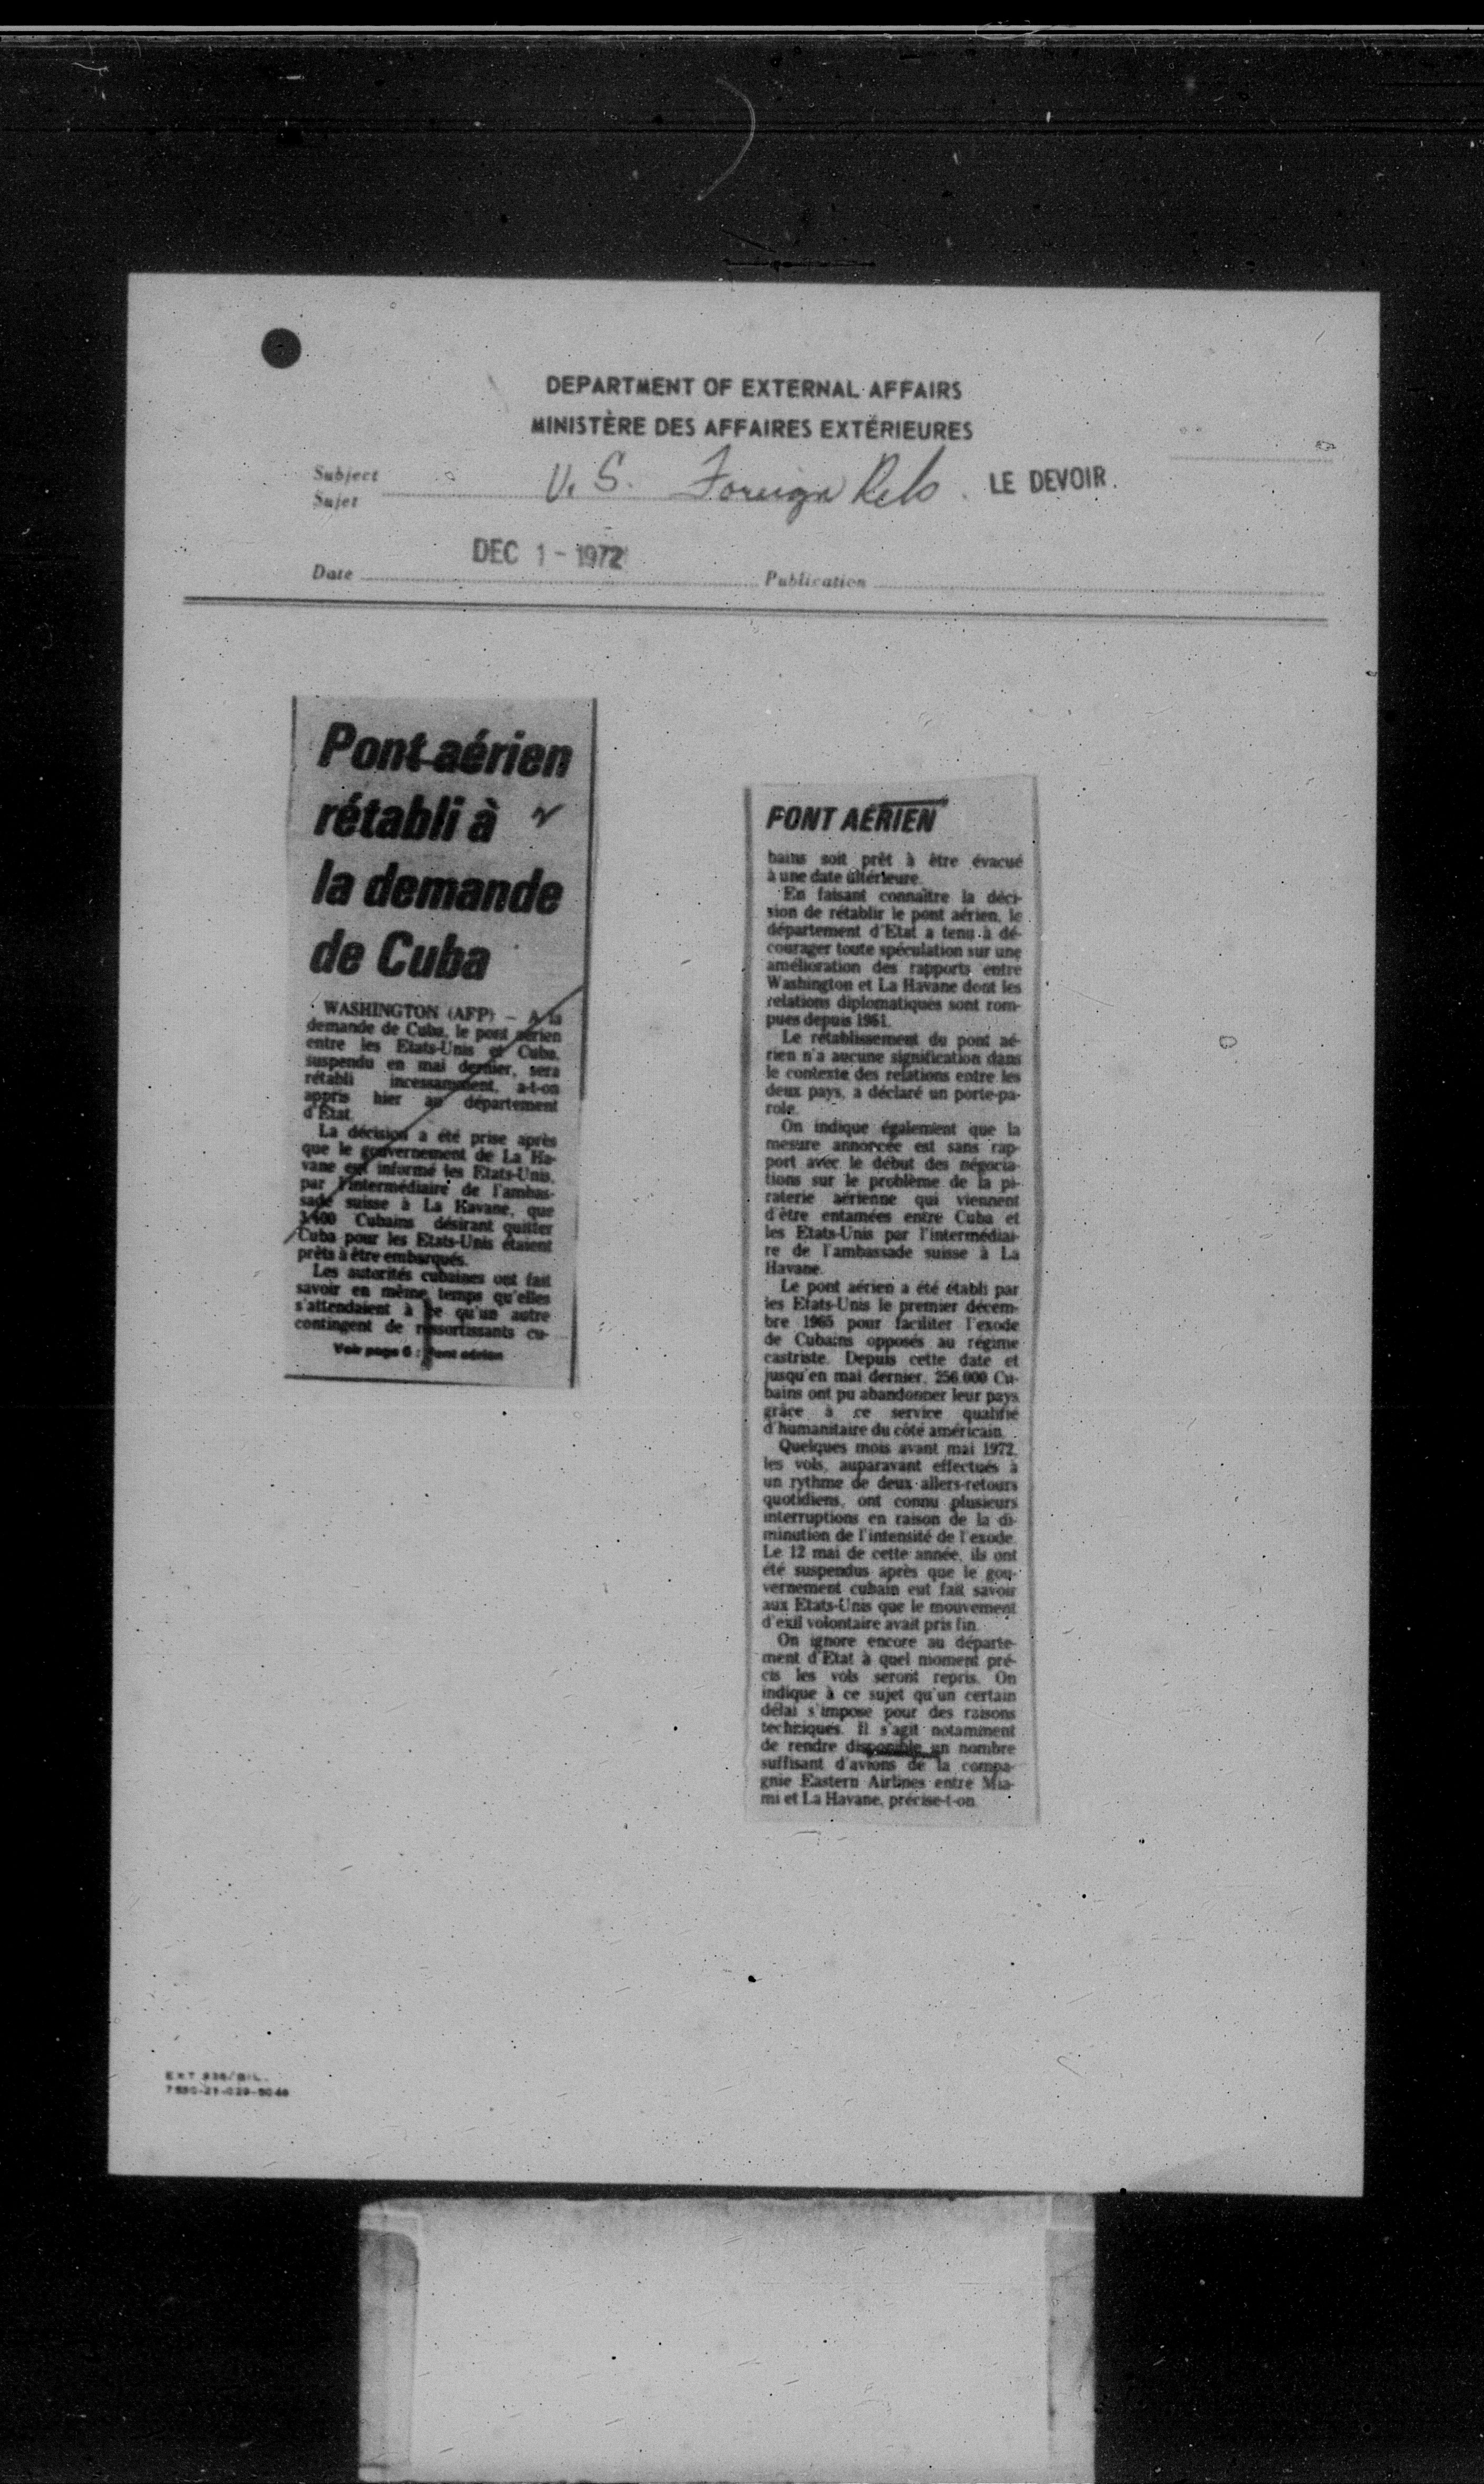 DEPARTMENT OF EXTERNAL AFFAIRS
MINISTÈRE DES AFFAIRES EXTÉRIEURES
Subject
Sujet
U. S. Foreign Rels. LE DEVOIR.
DEC 1 - 1972
Date
Publication
Pont aérien
rétabli à
la demande
de Cuba
WASHINGTON (AFP) — A la
demande de Cuba, le pont aérien
entre les Etats-Unis et Cuba,
suspendu en mai dernier, sera
rétabli incessamment, a-t-on
appris hier au département
d'Etat.
La décision a été prise après
que le gouvernement de La Ha-
vane eut informé les Etats-Unis,
par l'intermédiaire de l'ambas-
sade suisse à La Havane, que
3400 Cubains désirant quitter
Cuba pour les Etats-Unis étaient
prêts à être embarqués.
Les autorités cubaines ont fait
savoir en même temps qu'elles
s'attendaient à ce qu'un autre
contingent de ressortissants cu-
Voir page 6 : Pont aérien
PONT AÉRIEN
bains soit prêt à être évacué
à une date ultérieure.
En faisant connaître la déci-
sion de rétablir le pont aérien, le
département d'Etat a tenu à dé-
courager toute spéculation sur une
amélioration des rapports entre
Washington et La Havane dont les
relations diplomatiques sont rom-
pues depuis 1961.
Le rétablissement du pont aé-
rien n'a aucune signification dans
le contexte des relations entre les
deux pays, a déclaré un porte-pa-
role.
On indique également que la
mesure annorcée est sans rap-
port avec le début des négocia-
tions sur le problème de la pi-
raterie aérienne qui viennent
d'être entamées entre Cuba et
les Etats-Unis par l'intermédiai-
re de l'ambassade suisse à La
Havane.
Le pont aérien a été établi par
les Etats-Unis le premier décem-
bre 1965 pour faciliter l'exode
de Cubains opposés au régime
castriste. Depuis cette date et
jusqu'en mai dernier, 256.000 Cu-
bains ont pu abandonner leur pays
grâce à ce service qualifié
d'humanitaire du côté américain.
Quelques mois avant mai 1972,
les vols, auparavant effectués à
un rythme de deux allers-retours
quotidiens, ont connu plusieurs
interruptions en raison de la di-
minution de l'intensité de l'exode.
Le 12 mai de cette année, ils ont
été suspendus après que le gou-
vernement cubain eut fait savoir
aux Etats-Unis que le mouvement
d'exil volontaire avait pris fin.
On ignore encore au départe-
ment d'Etat à quel moment pré-
cis les vols seront repris. On
indique à ce sujet qu'un certain
délai s'impose pour des raisons
techniques. Il s'agit notamment
de rendre disponible un nombre
suffisant d'avions de la compa-
gnie Eastern Airlines entre Mia-
mi et La Havane, précise-t-on.
EXT